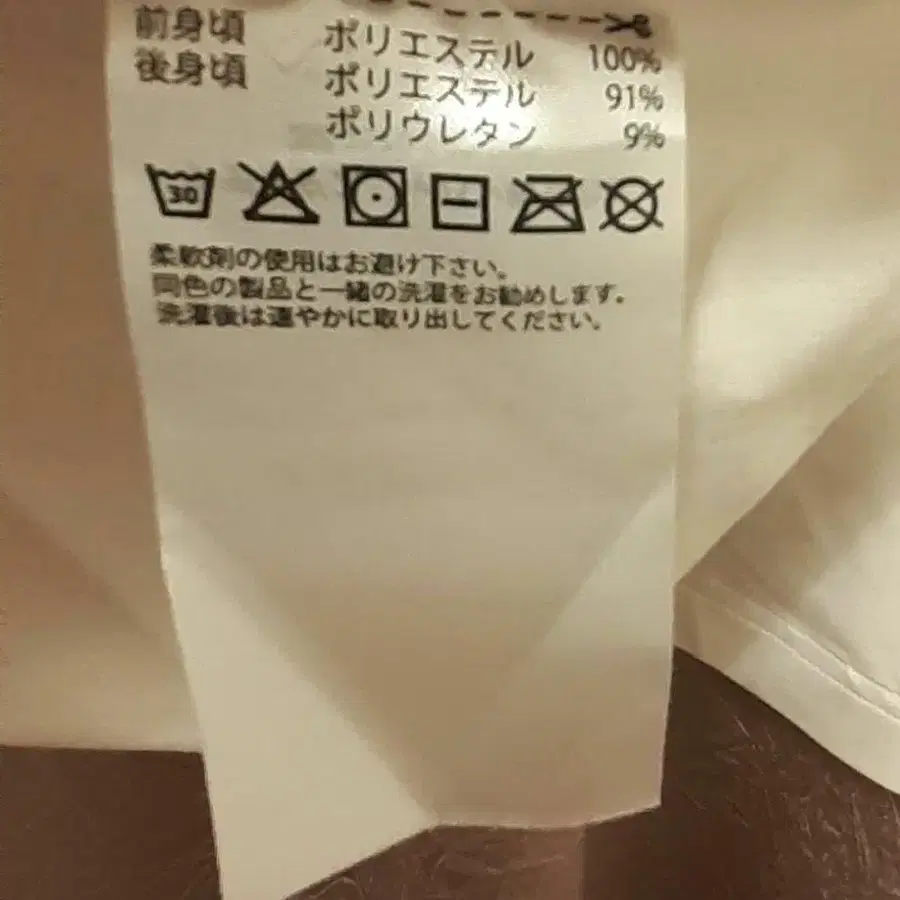 前身頃 ポリエステル 100%
後身頃 ポリエステル 91%
ポリウレタン 9%
30
柔軟剤の使用はお避け下さい。
同色の製品と一緒の洗濯をお勧めします。
洗濯後は速やかに取り出してください。